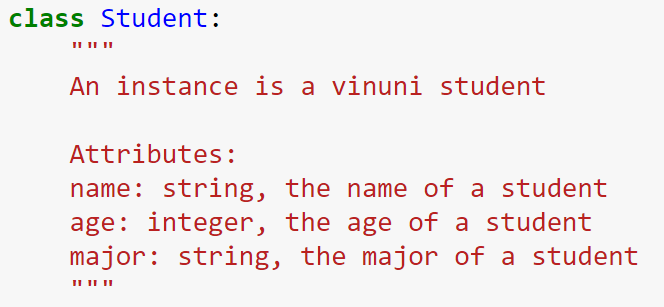 class Student:
"""
An instance is a vinuni student
Attributes:
name: string, the name of a student
age: integer, the age of a student
major: string, the major of a student
"""